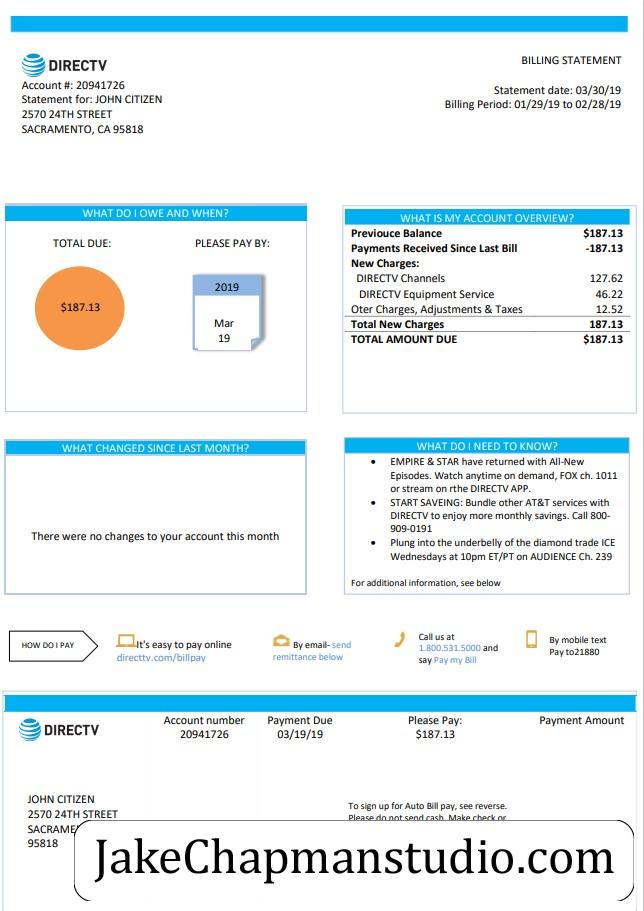 DIRECTV
BILLING STATEMENT
Account #: 20941726
Statement for: JOHN CITIZEN
2570 24TH STREET
SACRAMENTO, CA 95818
Statement date: 03/30/19
Billing Period: 01/29/19 to 02/28/19
WHAT DO I OWE AND WHEN?
TOTAL DUE:
PLEASE PAY BY:
$187.13
2019
Mar
19
WHAT IS MY ACCOUNT OVERVIEW?
Previouce Balance $187.13
Payments Received Since Last Bill -187.13
New Charges:
DIRECTV Channels 127.62
DIRECTV Equipment Service 46.22
Oter Charges, Adjustments & Taxes 12.52
Total New Charges 187.13
TOTAL AMOUNT DUE $187.13
WHAT CHANGED SINCE LAST MONTH?
There were no changes to your account this month
WHAT DO I NEED TO KNOW?
• EMPIRE & STAR have returned with All-New
Episodes. Watch anytime on demand, FOX ch. 1011
or stream on rthe DIRECTV APP.
• START SAVEING: Bundle other AT&T services with
DIRECTV to enjoy more monthly savings. Call 800-
909-0191
• Plung into the underbelly of the diamond trade ICE
Wednesdays at 10pm ET/PT on AUDIENCE Ch. 239
For additional information, see below
HOW DO I PAY
It's easy to pay online
directtv.com/billpay
By email- send
remittance below
Call us at
1.800.531.5000 and
say Pay my Bill
By mobile text
Pay to21880
DIRECTV
Account number
20941726
Payment Due
03/19/19
Please Pay:
$187.13
Payment Amount
JOHN CITIZEN
2570 24TH STREET
SACRAME
95818
To sign up for Auto Bill pay, see reverse.
Please do not send cash. Make check or
JakeChapmanstudio.com